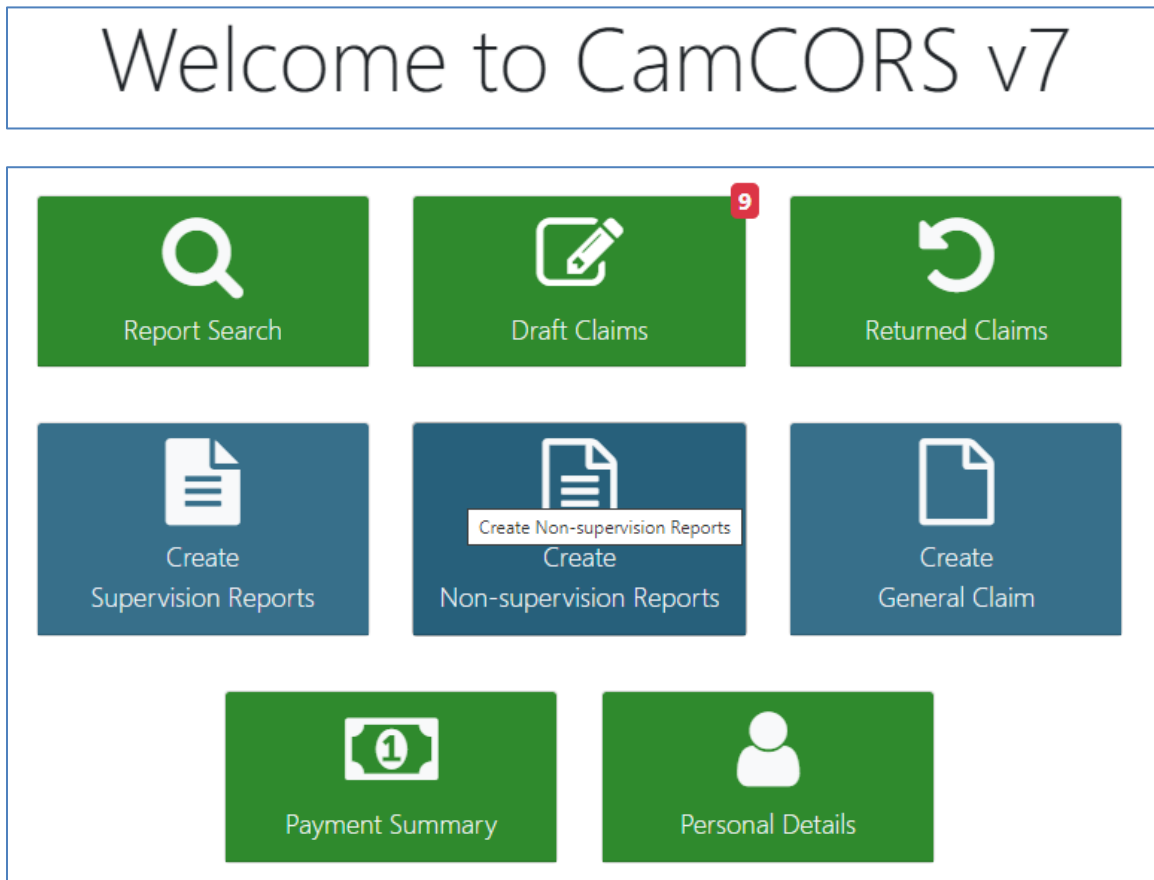 Welcome to CamCORS v7
9
Report Search
Draft Claims
Returned Claims
Create
Supervision Reports
Create Non-supervision Reports
Create
Non-supervision Reports
Create
General Claim
1
Payment Summary
Personal Details